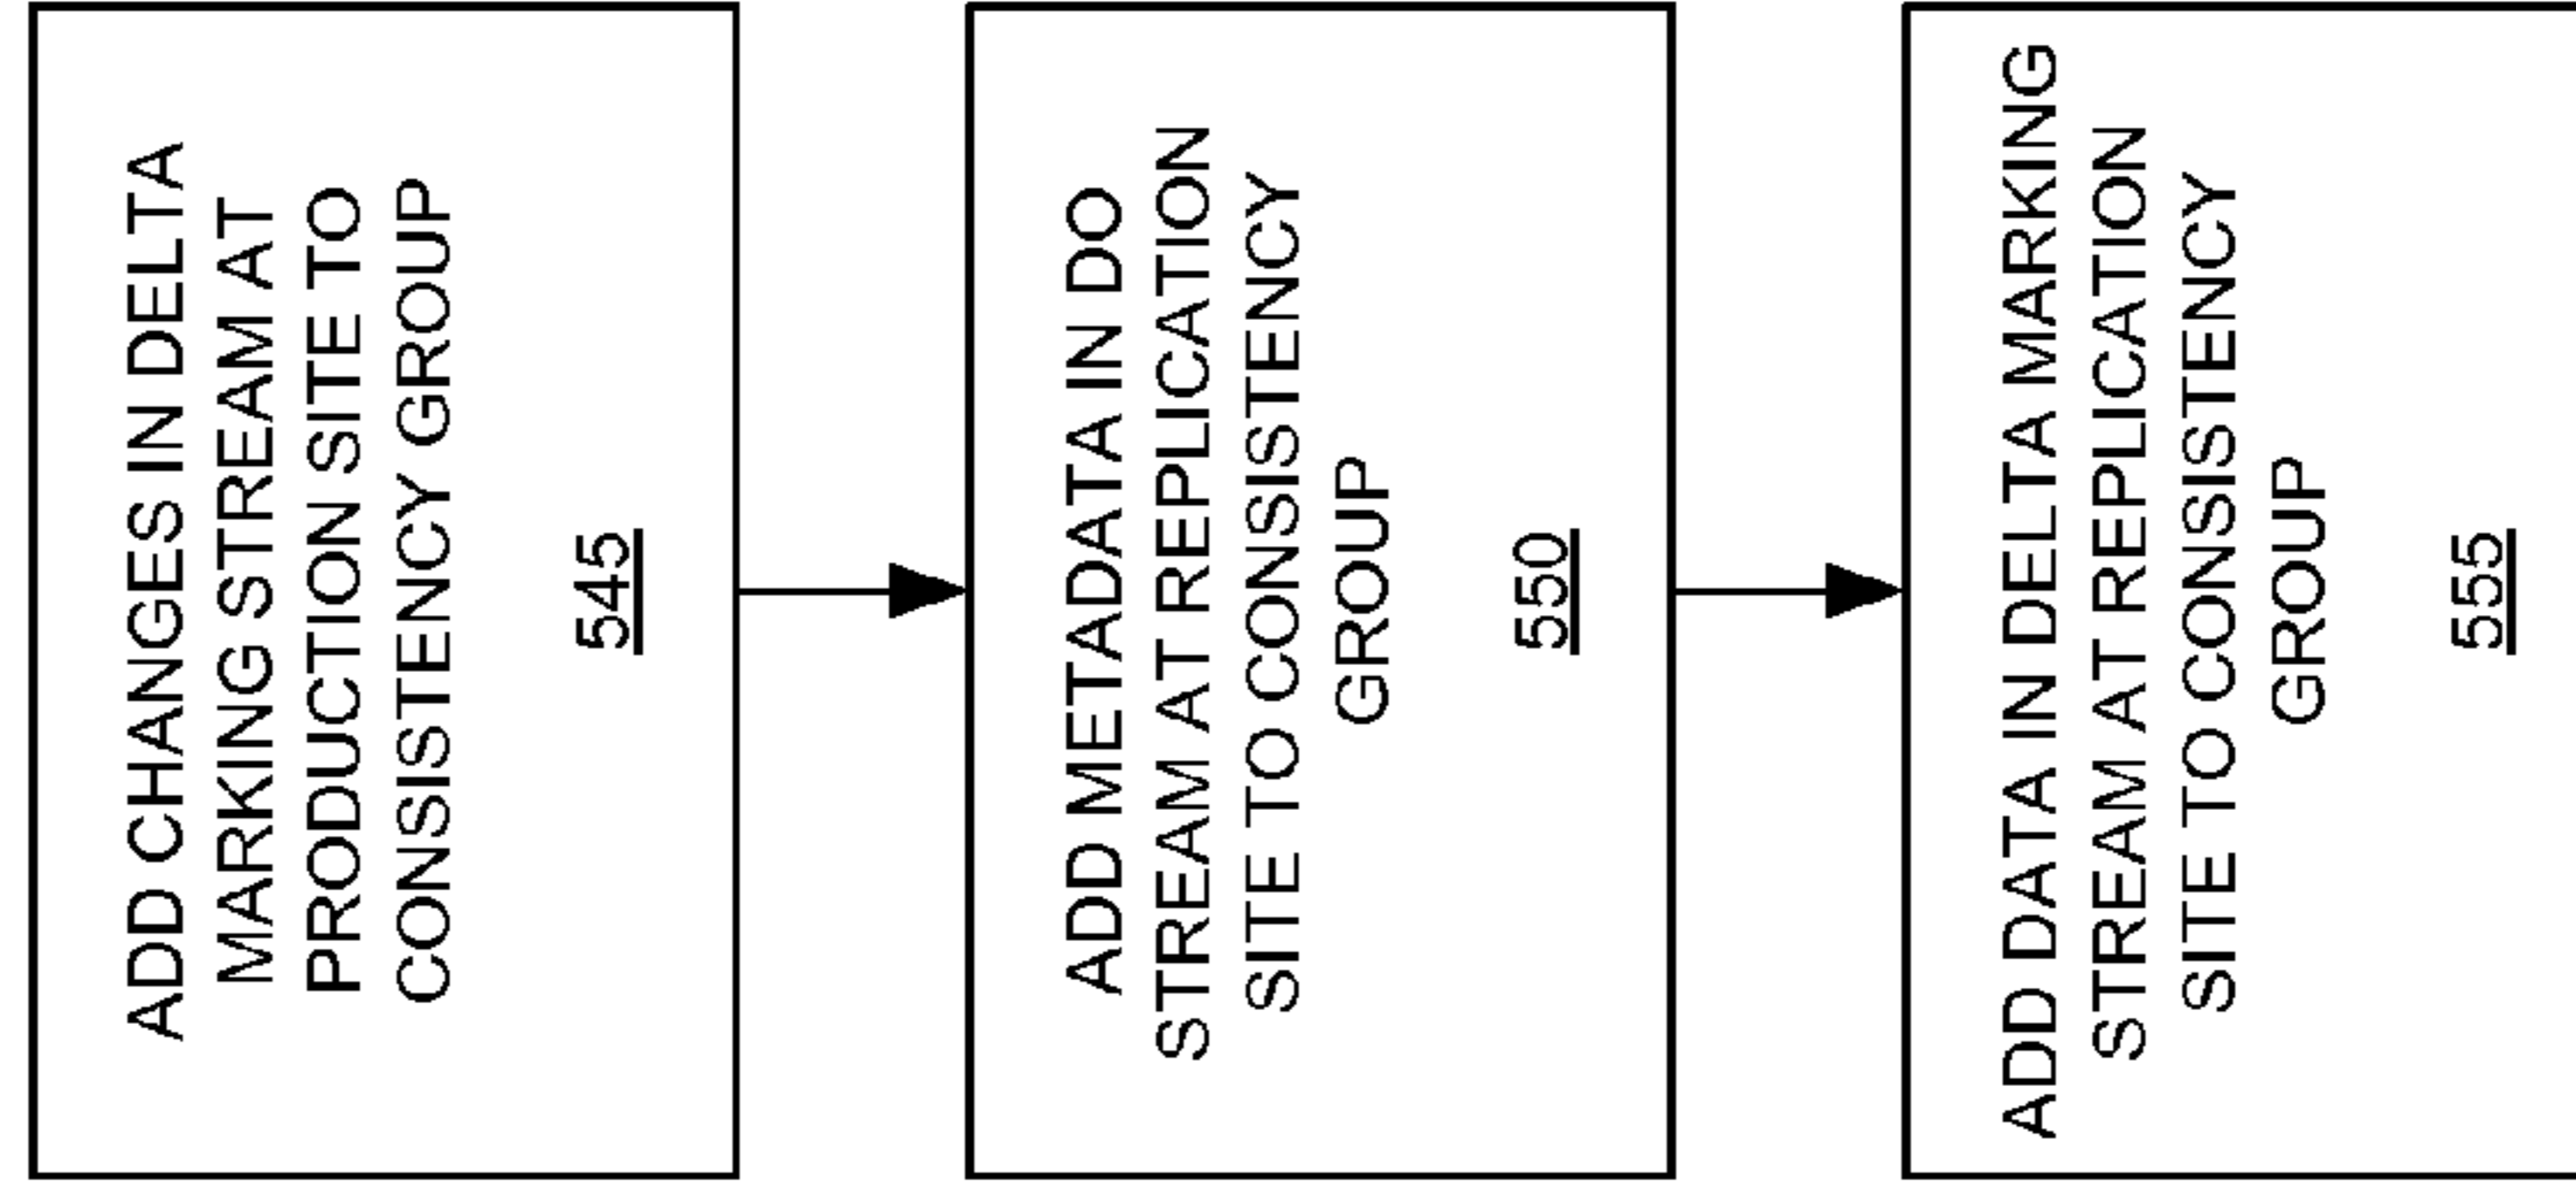 ADD CHANGES IN DELTA
MARKING STREAM AT
PRODUCTION SITE TO
CONSISTENCY GROUP
545
ADD METADATA IN DO
STREAM AT REPLICATION
SITE TO CONSISTENCY
GROUP
550
ADD DATA IN DELTA MARKING
STREAM AT REPLICATION
SITE TO CONSISTENCY
GROUP
555